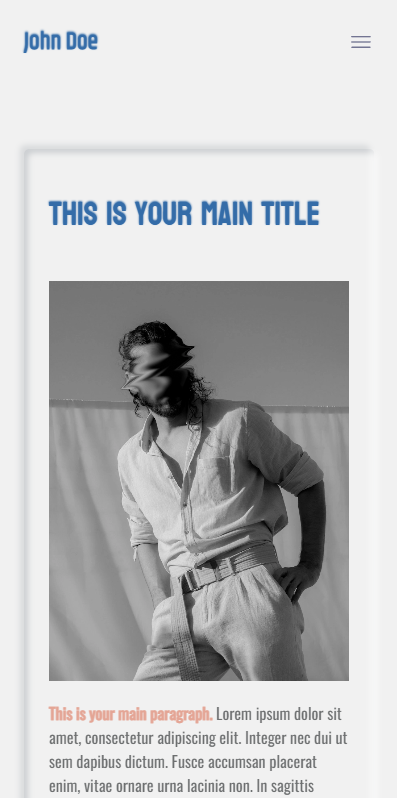 John Doe
THIS IS YOUR MAIN TITLE
This is your main paragraph. Lorem ipsum dolor sit
amet, consectetur adipiscing elit. Integer nec dui ut
sem dapibus dictum. Fusce accumsan placerat
enim, vitae ornare urna lacinia non. In sagittis